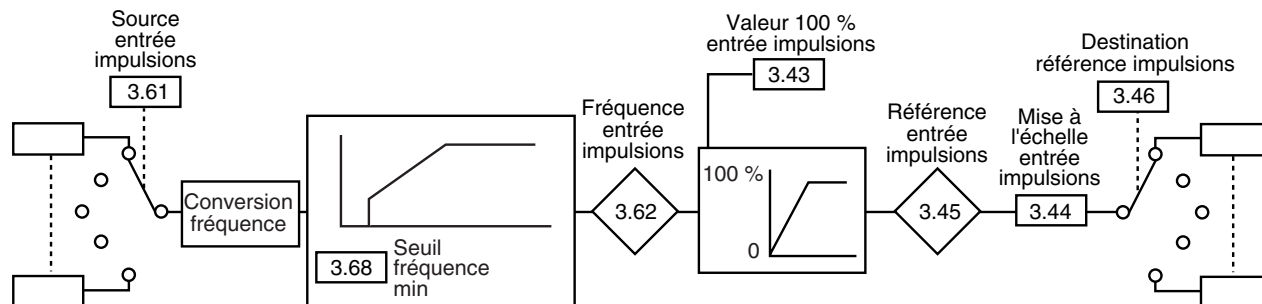 Source
entrée
impulsions
3.61
Conversion
fréquence
3.68
Seuil
fréquence
min
Fréquence
entrée
impulsions
3.62
Valeur 100 %
entrée impulsions
3.43
100 %
0
Référence
entrée
impulsions
3.45
Mise à
l'échelle
entrée
impulsions
3.44
Destination
référence impulsions
3.46